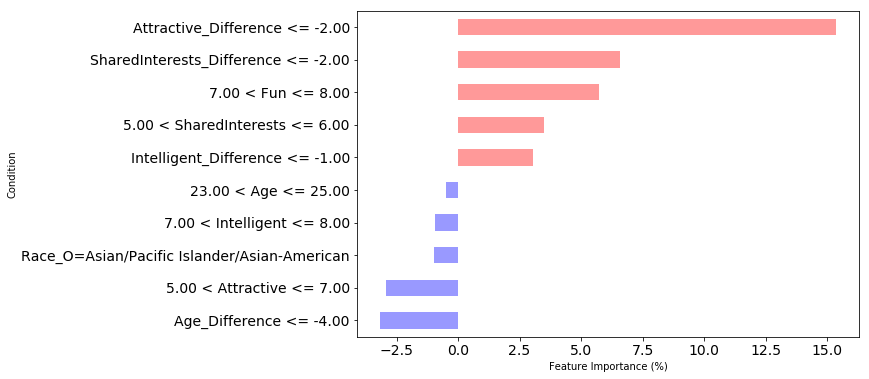 Attractive_Difference <= -2.00
SharedInterests_Difference <= -2.00
7.00 < Fun <= 8.00
5.00 < SharedInterests <= 6.00
Intelligent_Difference <= -1.00
23.00 < Age <= 25.00
7.00 < Intelligent <= 8.00
Race_O=Asian/Pacific Islander/Asian-American
5.00 < Attractive <= 7.00
Age_Difference <= -4.00
Condition
−2.5 0.0 2.5 5.0 7.5 10.0 12.5 15.0
Feature Importance (%)